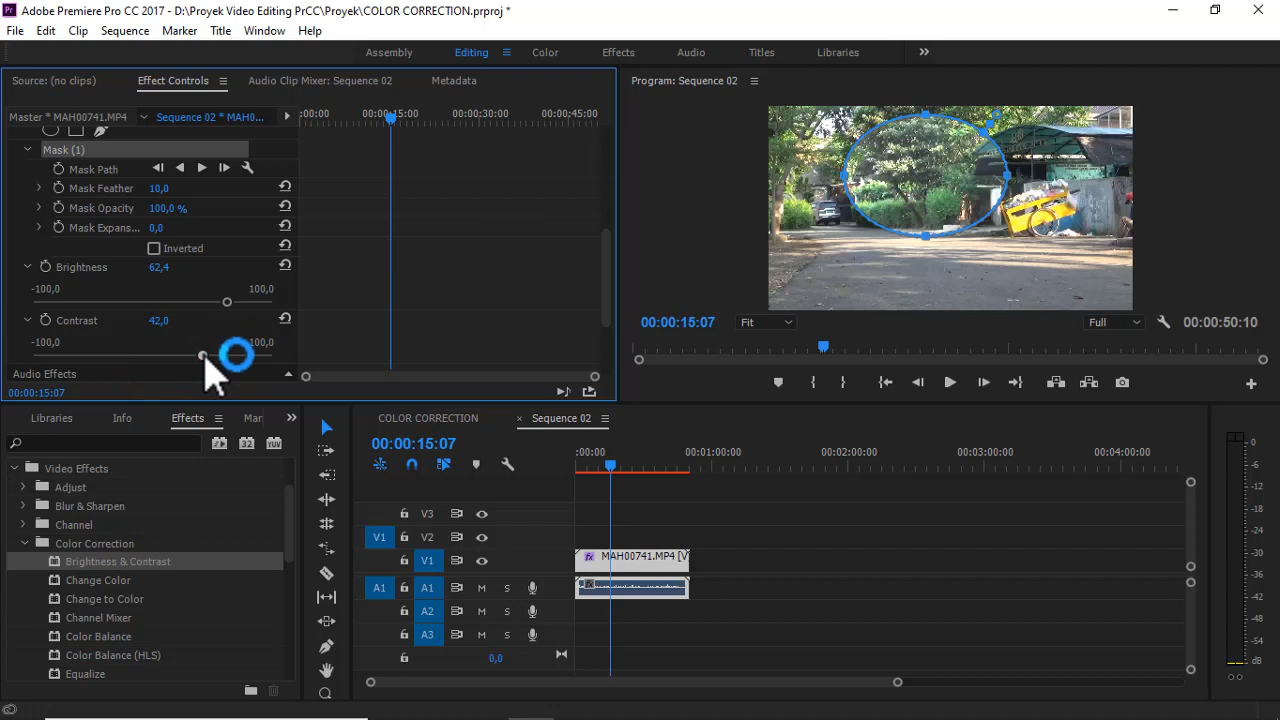 Pr Adobe Premiere Pro CC 2017 - D:\Proyek Video Editing PrCC\Proyek\COLOR CORRECTION.prproj *
File Edit Clip Sequence Marker Title Window Help
Assembly Editing Color Effects Audio Titles Libraries
Source: (no clips) Effect Controls Audio Clip Mixer: Sequence 02 Metadata
Program: Sequence 02
Master * MAH00741.MP4 Sequence 02 * MAH0...
:00:00 00:00:15:00 00:00:30:00 00:00:45:00
Mask (1)
Mask Path
Mask Feather 10,0
Mask Opacity 100,0 %
Mask Expans... 0,0
Inverted
Brightness 62,4
-100,0 100,0
Contrast 42,0
-100,0 100,0
Audio Effects
00:00:15:07
00:00:15:07 Fit Full 00:00:50:10
Libraries Info Effects Mar
32 YUV
Video Effects
Adjust
Blur & Sharpen
Channel
Color Correction
Brightness & Contrast
Change Color
Change to Color
Channel Mixer
Color Balance
Color Balance (HLS)
Equalize
COLOR CORRECTION × Sequence 02
00:00:15:07
:00:00 00:01:00:00 00:02:00:00 00:03:00:00 00:04:00:00
V3
V1 V2
V1 fx MAH00741.MP4 [V]
A1 A1 M S fx
A2 M S
A3 M S
0,0
0
-6
-12
-18
-24
-30
-36
-42
-48
-54
dB